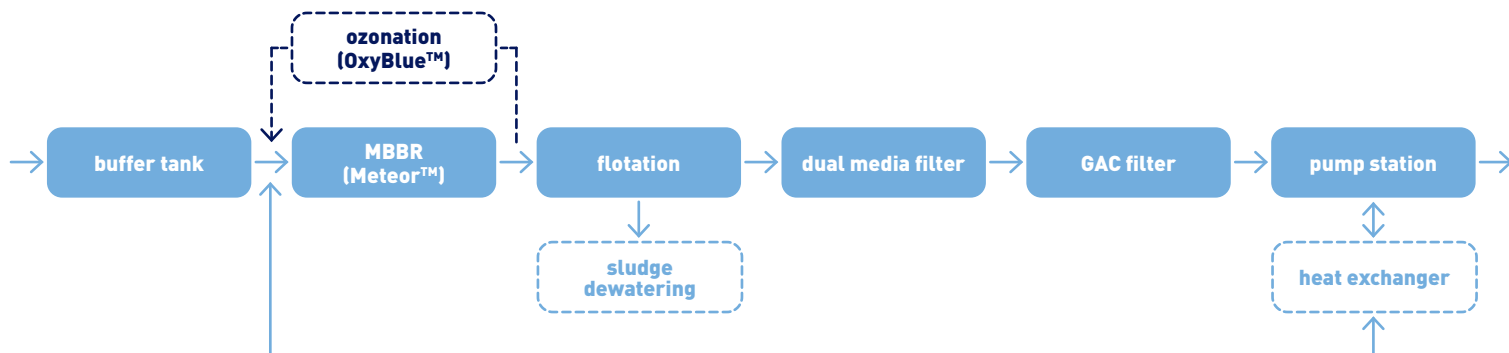 ozonation
(OxyBlue™)
buffer tank
MBBR
(Meteor™)
flotation
dual media filter
GAC filter
pump station
sludge
dewatering
heat exchanger